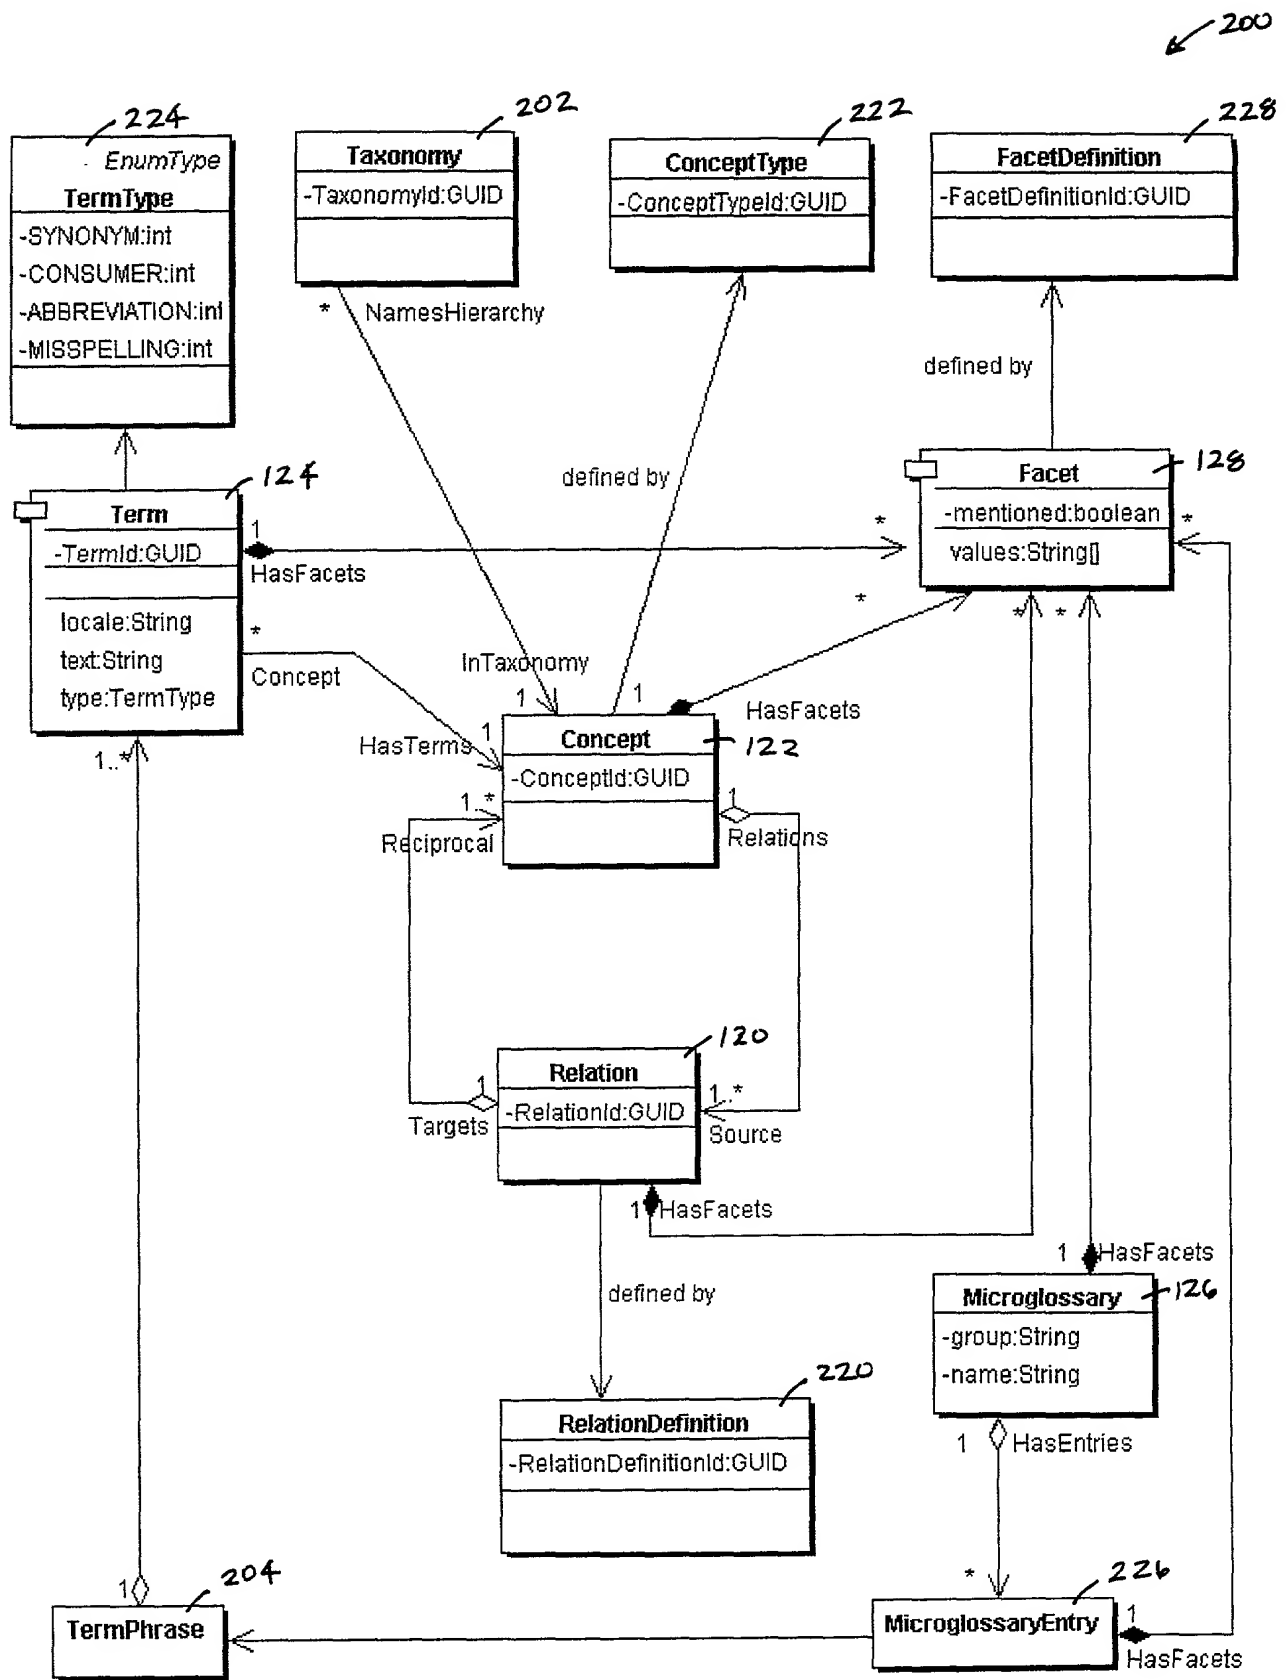 200
224
202
222
228
EnumType
TermType
-SYNONYM:int
-CONSUMER:int
-ABBREVIATION:int
-MISSPELLING:int
Taxonomy
-TaxonomyId:GUID
ConceptType
-ConceptTypeId:GUID
FacetDefinition
-FacetDefinitionId:GUID
* NamesHierarchy
defined by
defined by
124
Term
-TermId:GUID
locale:String
text:String
type:TermType
1
HasFacets
*
Concept
128
Facet
-mentioned:boolean
values:String[]
*
*
*
*
*
InTaxonomy
1
1
HasFacets
HasTerms
1
122
Concept
-ConceptId:GUID
1..*
1..*
Reciprocal
1
Relations
120
Relation
-RelationId:GUID
1
Targets
1..*
Source
1 HasFacets
defined by
1 HasFacets
126
Microglossary
-group:String
-name:String
220
RelationDefinition
-RelationDefinitionId:GUID
1 HasEntries
*
1
204
TermPhrase
226
MicroglossaryEntry
1
HasFacets